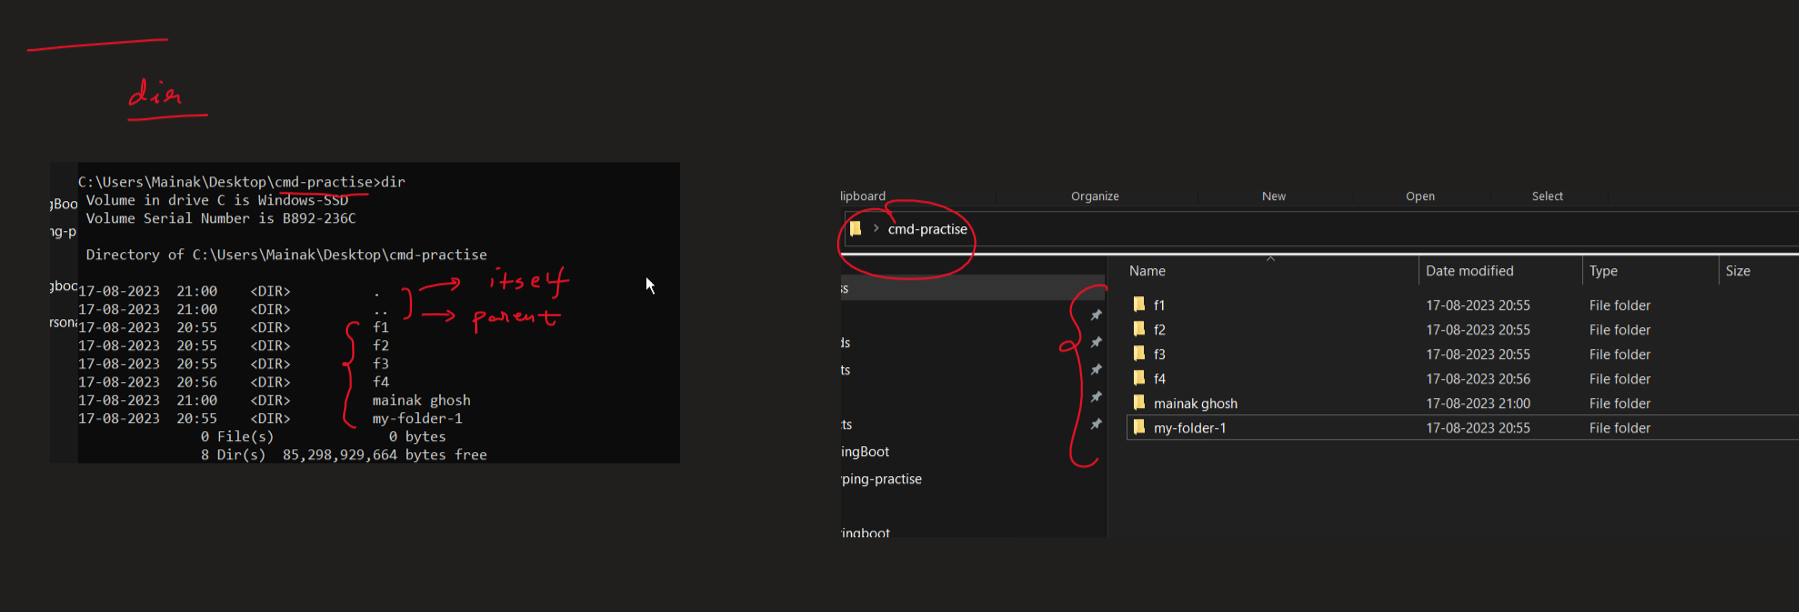 dir
C:\Users\Mainak\Desktop\cmd-practise>dir
Volume in drive C is Windows-SSD
Volume Serial Number is B892-236C
Directory of C:\Users\Mainak\Desktop\cmd-practise
17-08-2023 21:00 <DIR> . itself
17-08-2023 21:00 <DIR> .. parent
17-08-2023 20:55 <DIR> f1
17-08-2023 20:55 <DIR> f2
17-08-2023 20:55 <DIR> f3
17-08-2023 20:56 <DIR> f4
17-08-2023 21:00 <DIR> mainak ghosh
17-08-2023 20:55 <DIR> my-folder-1
0 File(s) 0 bytes
8 Dir(s) 85,298,929,664 bytes free
lipboard Organize New Open Select
> cmd-practise
Name Date modified Type Size
f1 17-08-2023 20:55 File folder
f2 17-08-2023 20:55 File folder
f3 17-08-2023 20:55 File folder
f4 17-08-2023 20:56 File folder
mainak ghosh 17-08-2023 21:00 File folder
my-folder-1 17-08-2023 20:55 File folder
ingBoot
yping-practise
ringboot